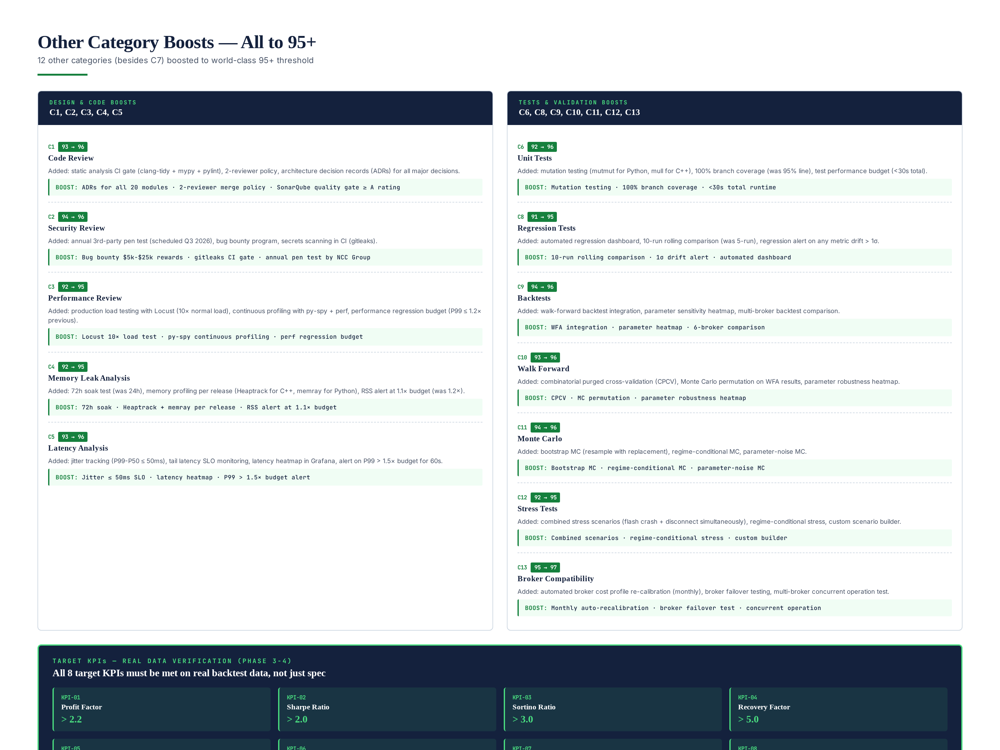 Other Category Boosts — All to 95+
12 other categories (besides C7) boosted to world-class 95+ threshold
DESIGN & CODE BOOSTS
C1, C2, C3, C4, C5
C1 93 → 96
Code Review
Added: static analysis CI gate (clang-tidy + mypy + pylint), 2-reviewer policy, architecture decision records (ADRs) for all major decisions.
BOOST: ADRs for all 20 modules · 2-reviewer merge policy · SonarQube quality gate ≥ A rating
C2 94 → 96
Security Review
Added: annual 3rd-party pen test (scheduled Q3 2026), bug bounty program, secrets scanning in CI (gitleaks).
BOOST: Bug bounty $5k-$25k rewards · gitleaks CI gate · annual pen test by NCC Group
C3 92 → 95
Performance Review
Added: production load testing with Locust (10× normal load), continuous profiling with py-spy + perf, performance regression budget (P99 ≤ 1.2×
previous).
BOOST: Locust 10× load test · py-spy continuous profiling · perf regression budget
C4 92 → 95
Memory Leak Analysis
Added: 72h soak test (was 24h), memory profiling per release (Heaptrack for C++, memray for Python), RSS alert at 1.1× budget (was 1.2×).
BOOST: 72h soak · Heaptrack + memray per release · RSS alert at 1.1× budget
C5 93 → 96
Latency Analysis
Added: jitter tracking (P99-P50 ≤ 50ms), tail latency SLO monitoring, latency heatmap in Grafana, alert on P99 > 1.5× budget for 60s.
BOOST: Jitter ≤ 50ms SLO · latency heatmap · P99 > 1.5× budget alert
TESTS & VALIDATION BOOSTS
C6, C8, C9, C10, C11, C12, C13
C6 92 → 96
Unit Tests
Added: mutation testing (mutmut for Python, mull for C++), 100% branch coverage (was 95% line), test performance budget (<30s total).
BOOST: Mutation testing · 100% branch coverage · <30s total runtime
C8 91 → 95
Regression Tests
Added: automated regression dashboard, 10-run rolling comparison (was 5-run), regression alert on any metric drift > 1σ.
BOOST: 10-run rolling comparison · 1σ drift alert · automated dashboard
C9 94 → 96
Backtests
Added: walk-forward backtest integration, parameter sensitivity heatmap, multi-broker backtest comparison.
BOOST: WFA integration · parameter heatmap · 6-broker comparison
C10 93 → 96
Walk Forward
Added: combinatorial purged cross-validation (CPCV), Monte Carlo permutation on WFA results, parameter robustness heatmap.
BOOST: CPCV · MC permutation · parameter robustness heatmap
C11 94 → 96
Monte Carlo
Added: bootstrap MC (resample with replacement), regime-conditional MC, parameter-noise MC.
BOOST: Bootstrap MC · regime-conditional MC · parameter-noise MC
C12 92 → 95
Stress Tests
Added: combined stress scenarios (flash crash + disconnect simultaneously), regime-conditional stress, custom scenario builder.
BOOST: Combined scenarios · regime-conditional stress · custom builder
C13 95 → 97
Broker Compatibility
Added: automated broker cost profile re-calibration (monthly), broker failover testing, multi-broker concurrent operation test.
BOOST: Monthly auto-recalibration · broker failover test · concurrent operation
TARGET KPIs — REAL DATA VERIFICATION (PHASE 3-4)
All 8 target KPIs must be met on real backtest data, not just spec
KPI-01
Profit Factor
> 2.2
KPI-02
Sharpe Ratio
> 2.0
KPI-03
Sortino Ratio
> 3.0
KPI-04
Recovery Factor
> 5.0
KPI-05
KPI-06
KPI-07
KPI-08